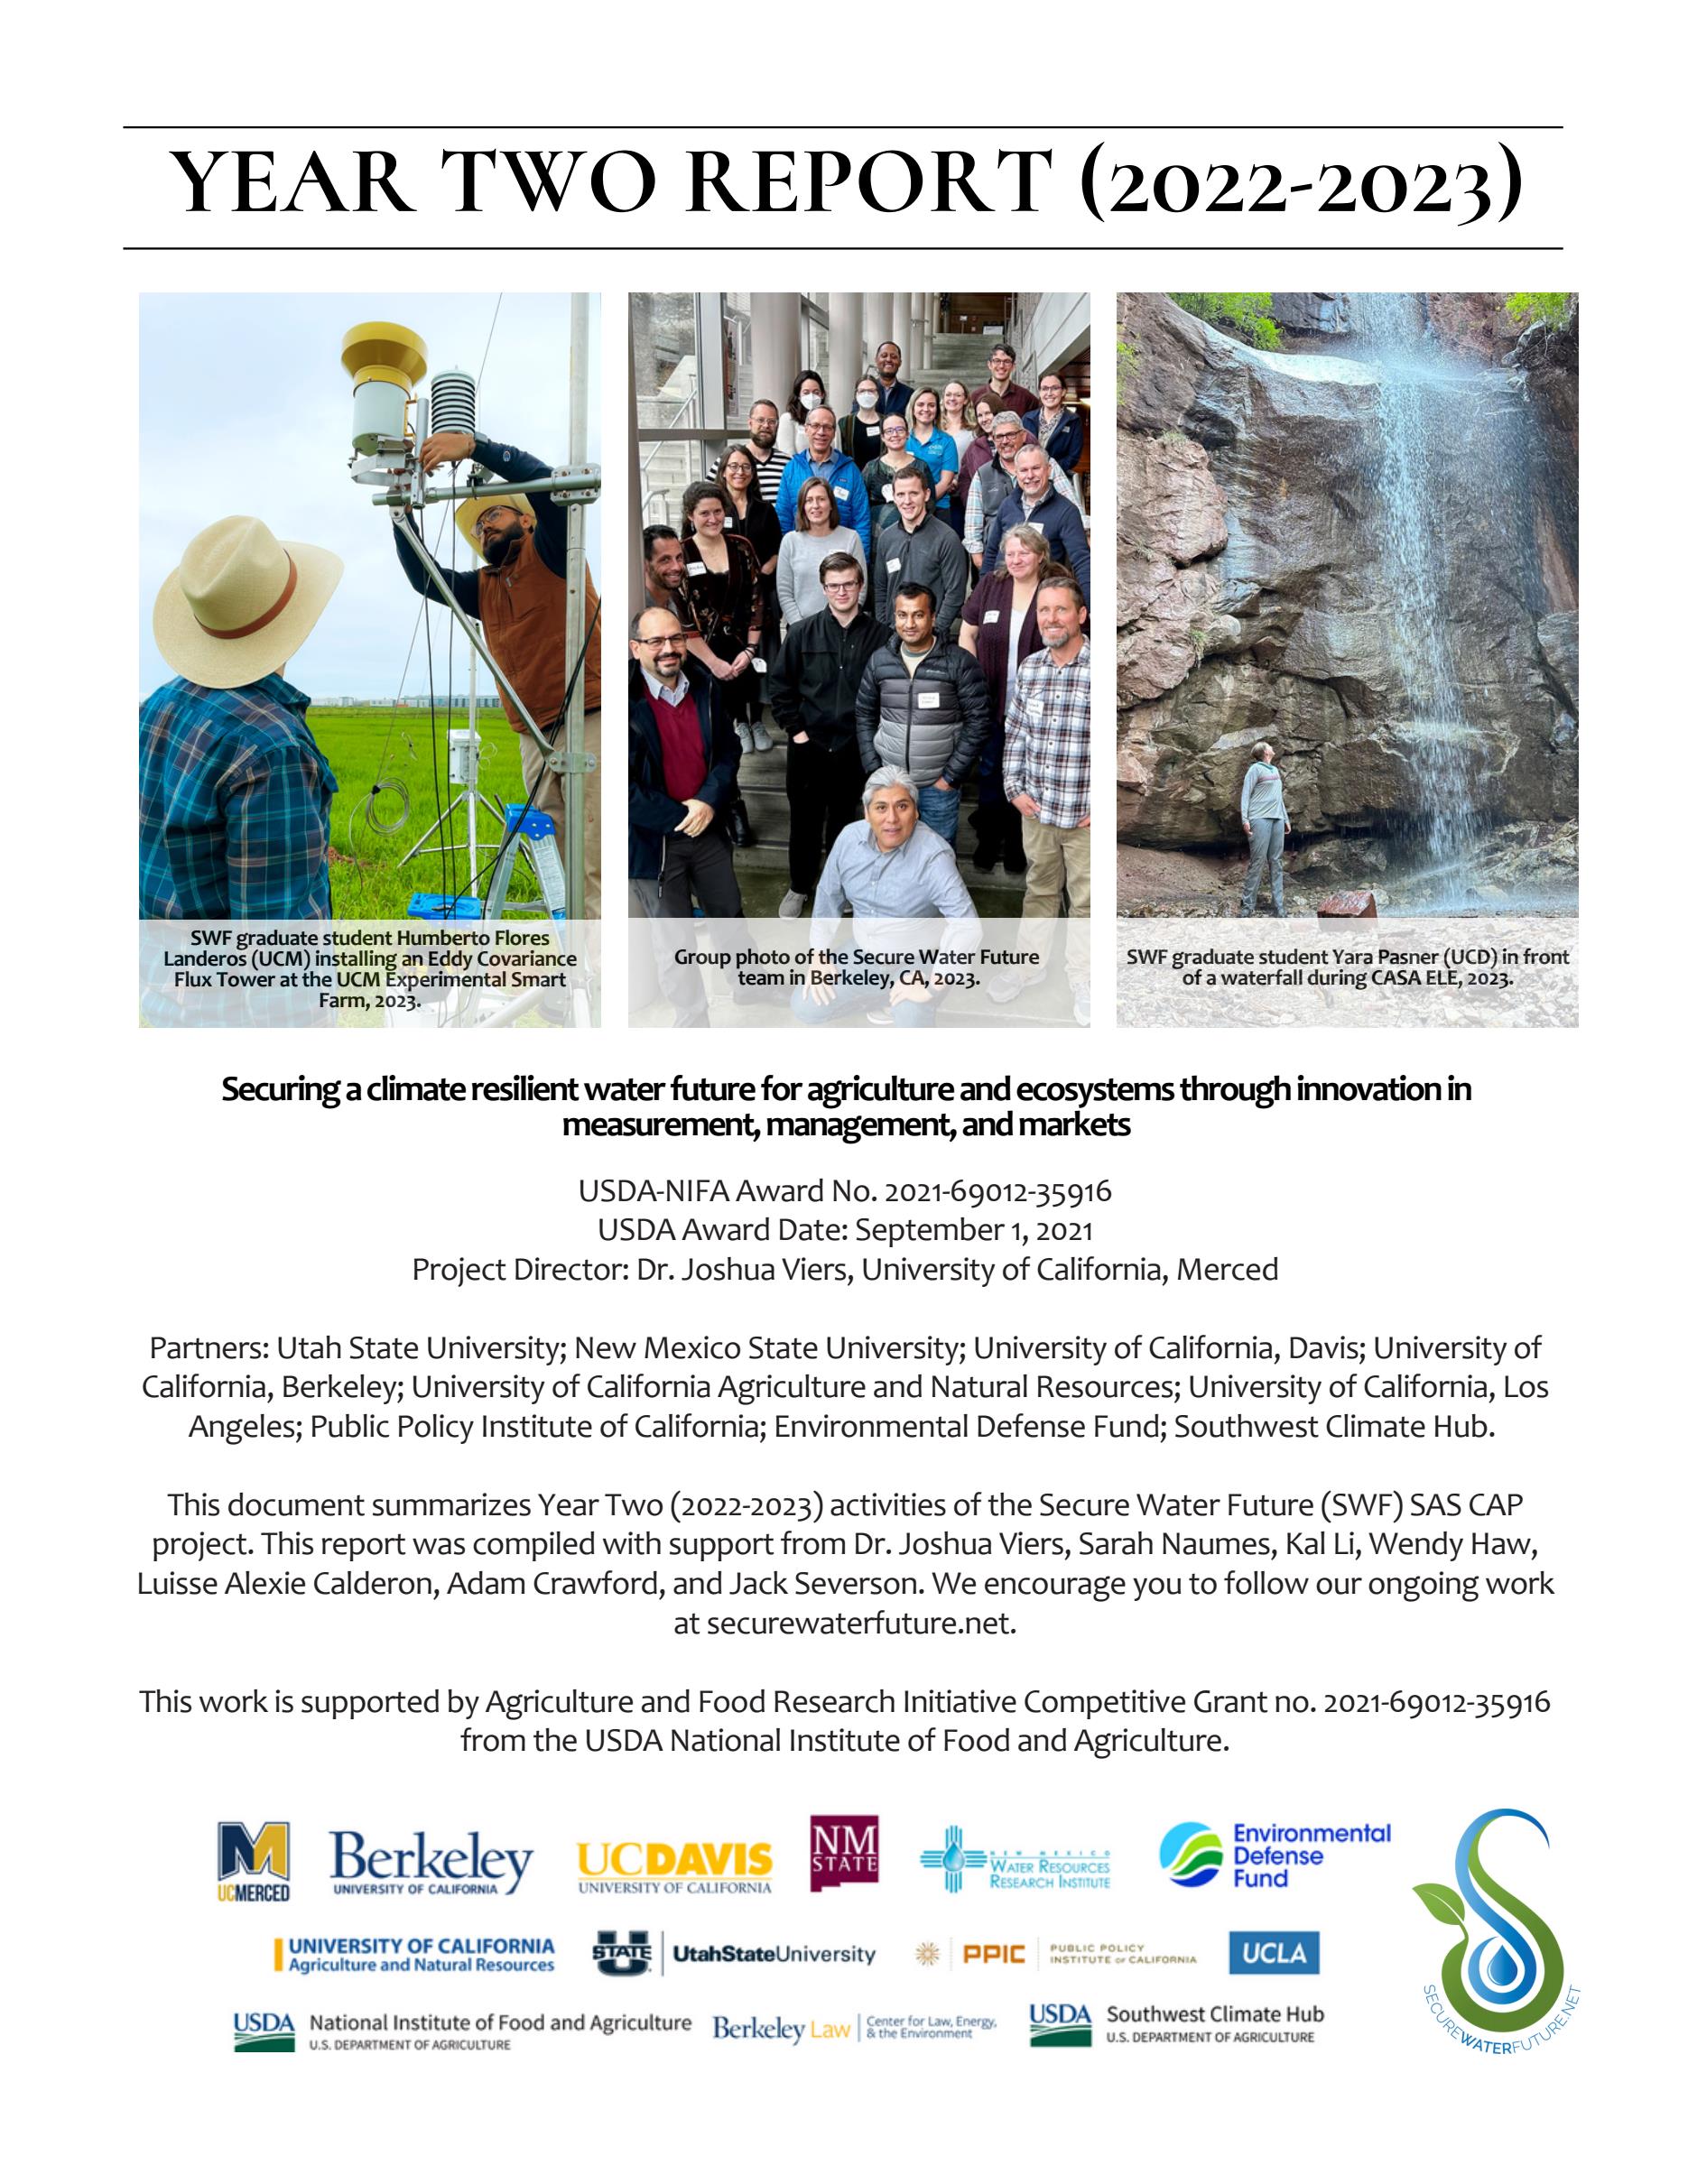 YEAR TWO REPORT (2022-2023)
SWF graduate student Humberto Flores
Landeros (UCM) installing an Eddy Covariance
Flux Tower at the UCM Experimental Smart
Farm, 2023.
Group photo of the Secure Water Future
team in Berkeley, CA, 2023.
SWF graduate student Yara Pasner (UCD) in front
of a waterfall during CASA ELE, 2023.
Securing a climate resilient water future for agriculture and ecosystems through innovation in
measurement, management, and markets
USDA-NIFA Award No. 2021-69012-35916
USDA Award Date: September 1, 2021
Project Director: Dr. Joshua Viers, University of California, Merced
Partners: Utah State University; New Mexico State University; University of California, Davis; University of
California, Berkeley; University of California Agriculture and Natural Resources; University of California, Los
Angeles; Public Policy Institute of California; Environmental Defense Fund; Southwest Climate Hub.
This document summarizes Year Two (2022-2023) activities of the Secure Water Future (SWF) SAS CAP
project. This report was compiled with support from Dr. Joshua Viers, Sarah Naumes, Kal Li, Wendy Haw,
Luisse Alexie Calderon, Adam Crawford, and Jack Severson. We encourage you to follow our ongoing work
at securewaterfuture.net.
This work is supported by Agriculture and Food Research Initiative Competitive Grant no. 2021-69012-35916
from the USDA National Institute of Food and Agriculture.
M
UCMERCED
Berkeley
UNIVERSITY OF CALIFORNIA
UCDAVIS
UNIVERSITY OF CALIFORNIA
NM
STATE
NEW MEXICO
WATER RESOURCES
RESEARCH INSTITUTE
Environmental
Defense
Fund
UNIVERSITY OF CALIFORNIA
Agriculture and Natural Resources
U STATE
UtahStateUniversity
PPIC
PUBLIC POLICY
INSTITUTE OF CALIFORNIA
UCLA
USDA
National Institute of Food and Agriculture
U.S. DEPARTMENT OF AGRICULTURE
Berkeley Law
Center for Law, Energy,
& the Environment
USDA
Southwest Climate Hub
U.S. DEPARTMENT OF AGRICULTURE
SECUREWATERFUTURE.NET